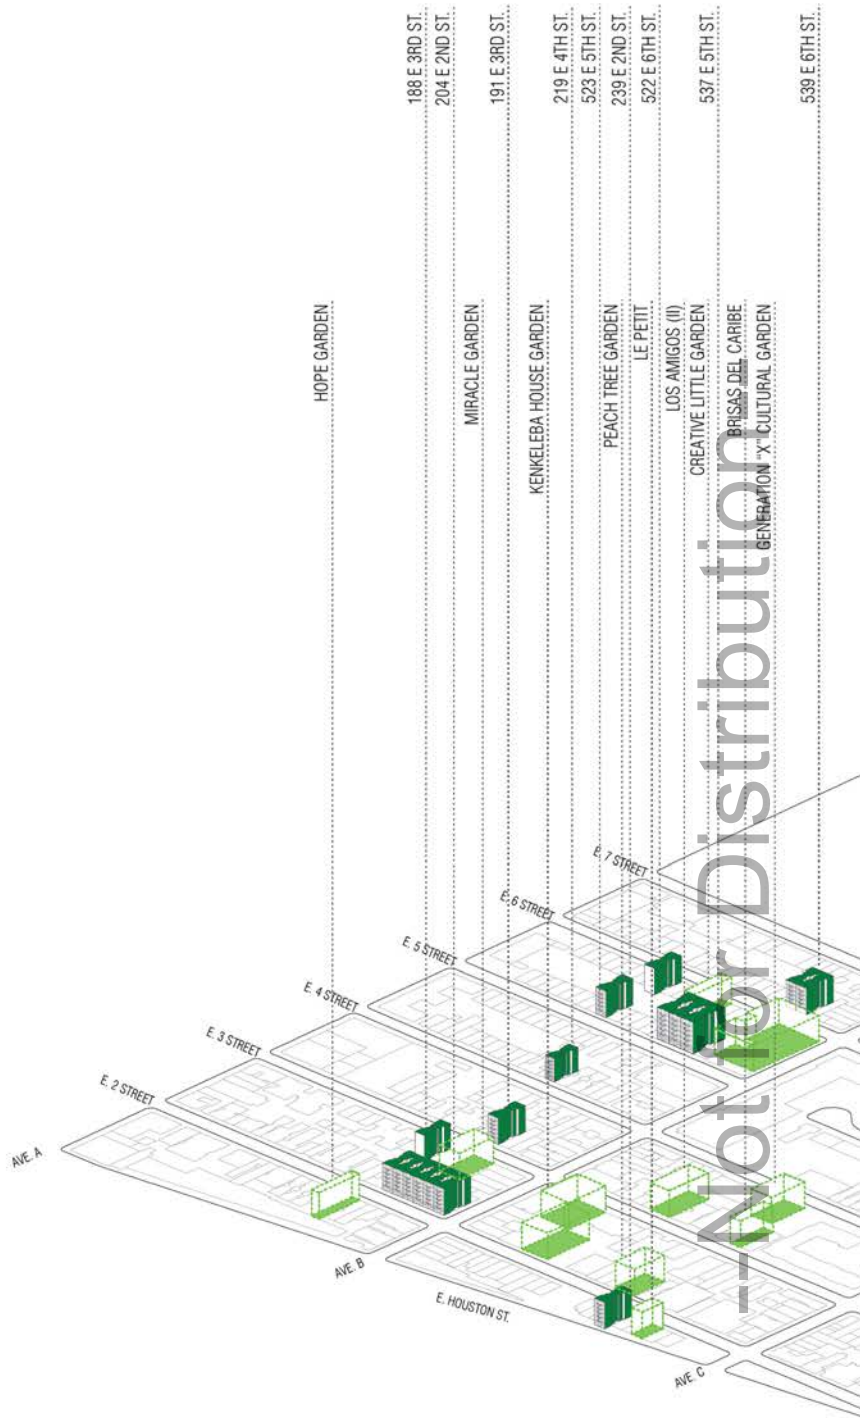 188 E 3RD ST.
204 E 2ND ST.
191 E 3RD ST.
219 E 4TH ST.
523 E 5TH ST.
239 E 2ND ST.
522 E 6TH ST.
537 E 5TH ST.
539 E 6TH ST.
HOPE GARDEN
MIRACLE GARDEN
KENKELEBA HOUSE GARDEN
PEACH TREE GARDEN
LE PETIT
LOS AMIGOS (II)
CREATIVE LITTLE GARDEN
BRISAS DEL CARIBE
GENERATION "X" CULTURAL GARDEN
--Not for Distribution--
E. 7 STREET
E. 6 STREET
E. 5 STREET
E. 4 STREET
E. 3 STREET
E. 2 STREET
AVE. A
AVE. B
E. HOUSTON ST.
AVE. C